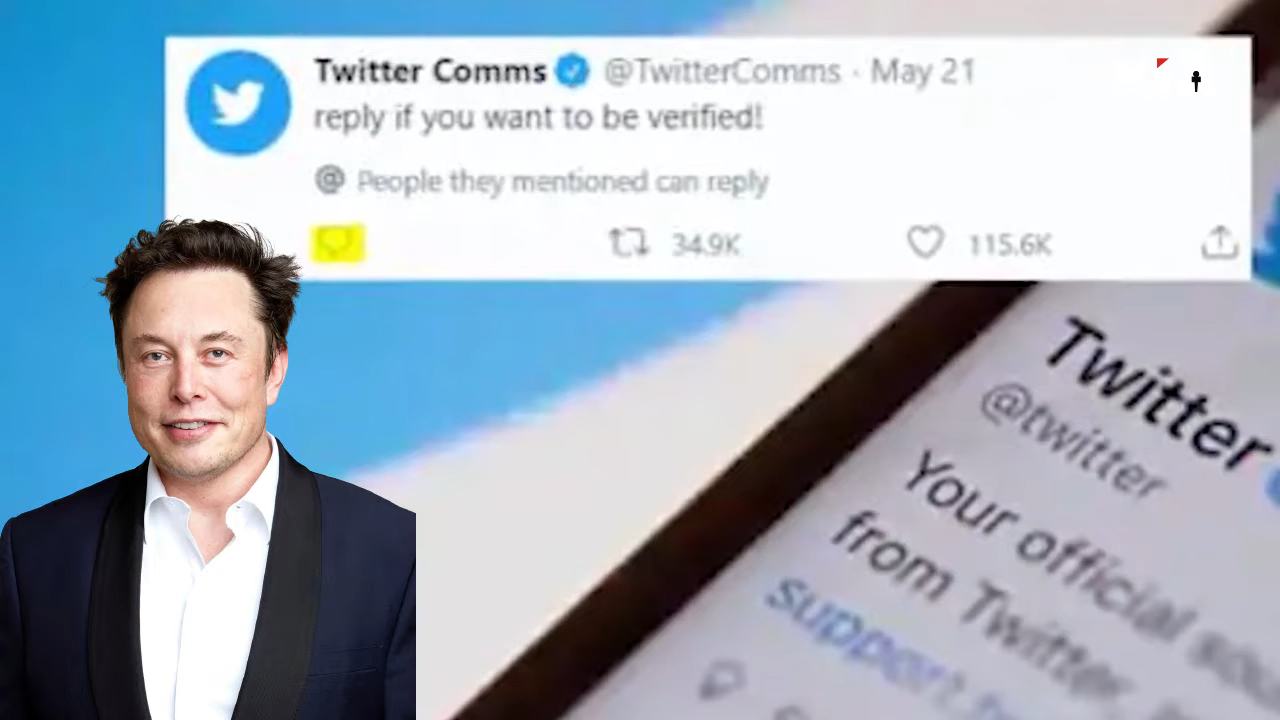 Twitter Comms @TwitterComms · May 21
reply if you want to be verified!
@ People they mentioned can reply
34.9K 115.6K
Twitter
@twitter
Your official
from Twitter